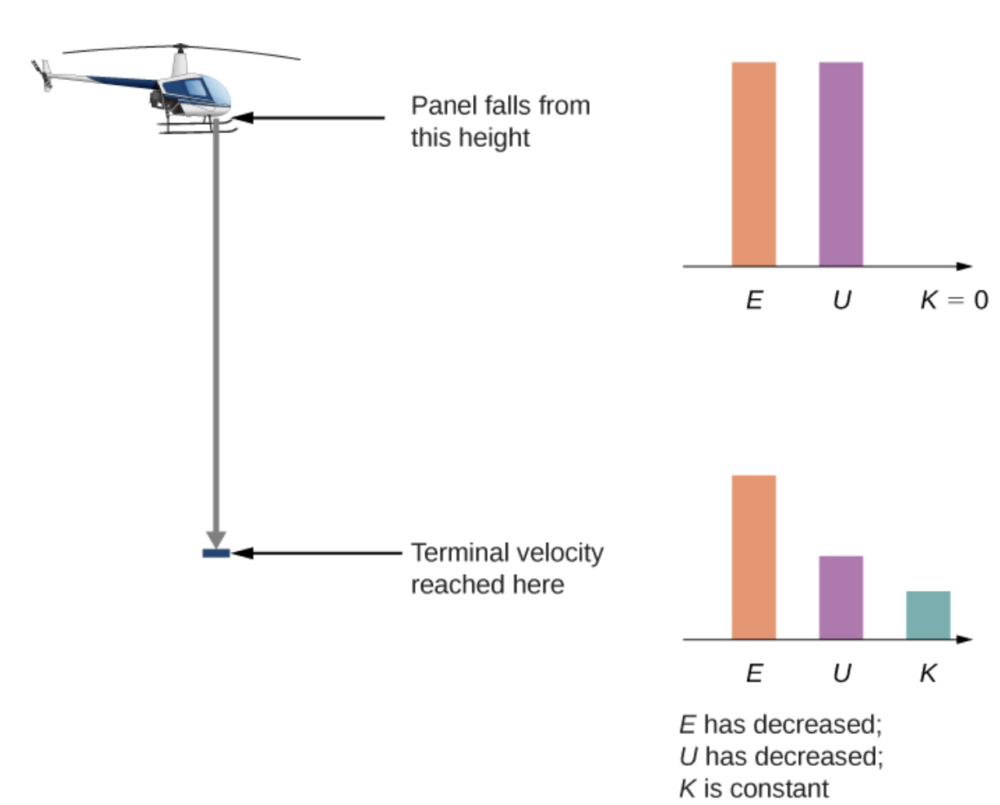 Panel falls from
this height
E U K = 0
Terminal velocity
reached here
E U K
E has decreased;
U has decreased;
K is constant